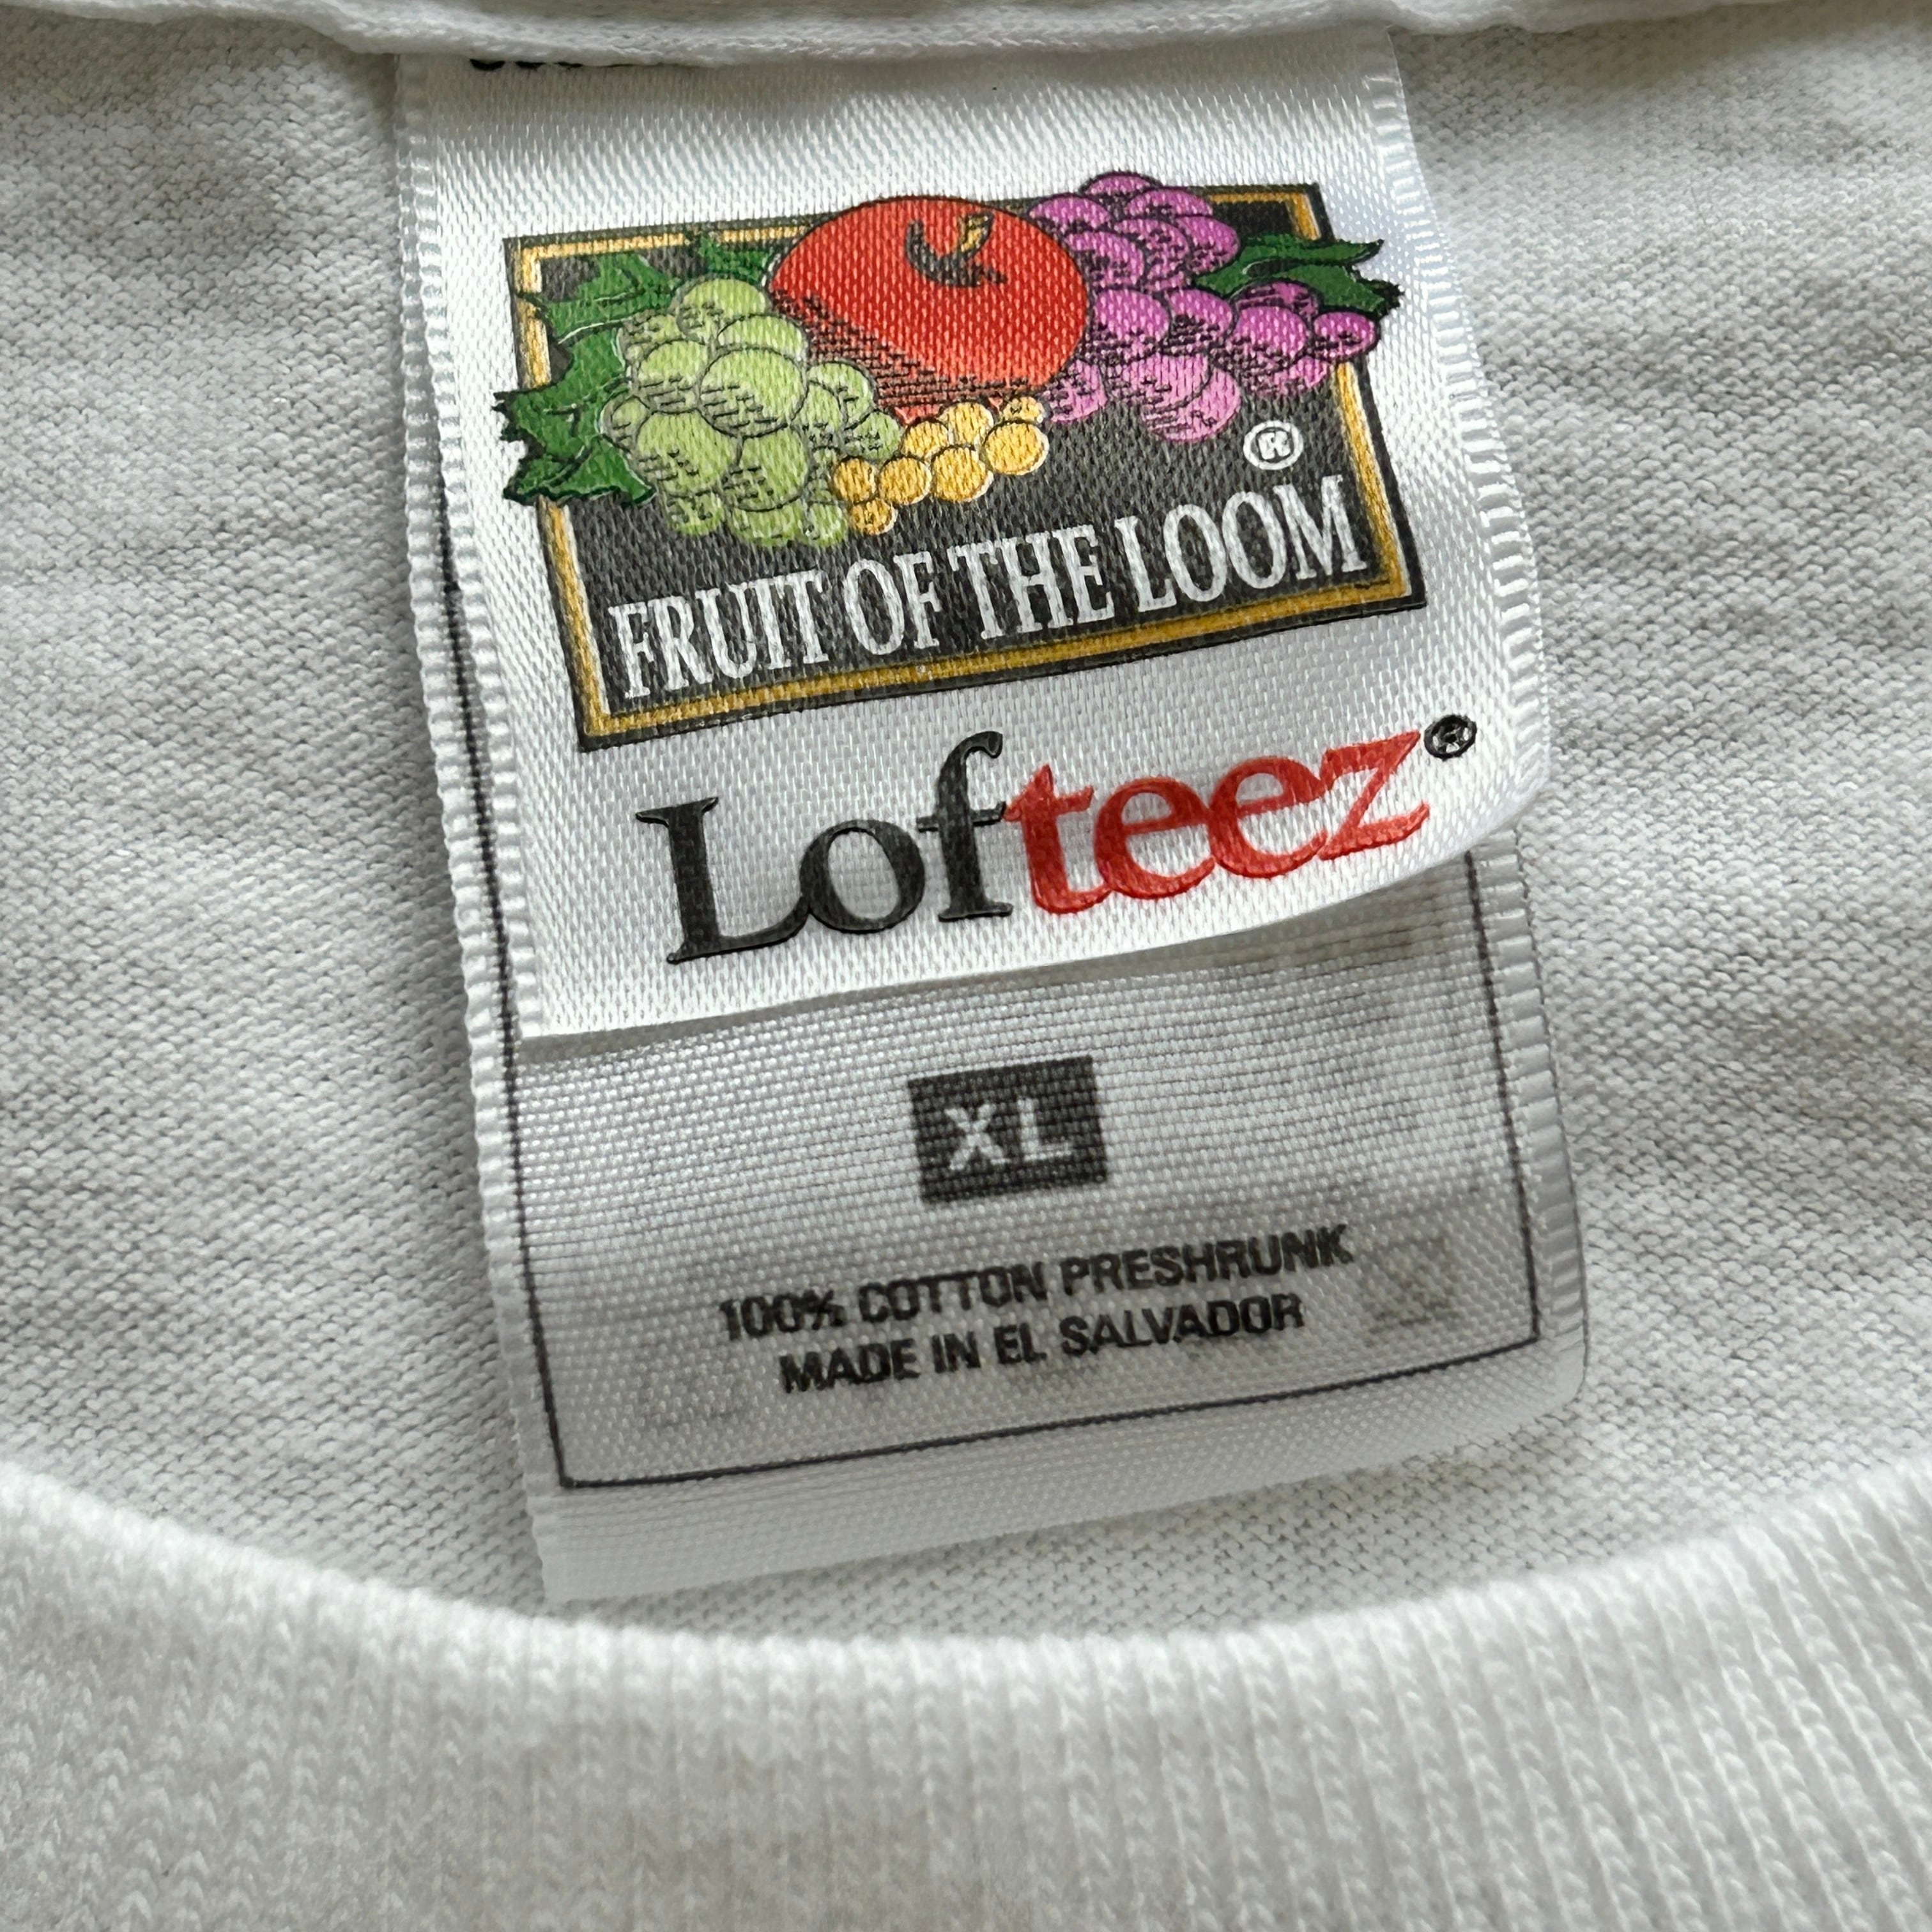 ®
FRUIT OF THE LOOM
Lofteez®
XL
100% COTTON PRESHRUNK
MADE IN EL SALVADOR